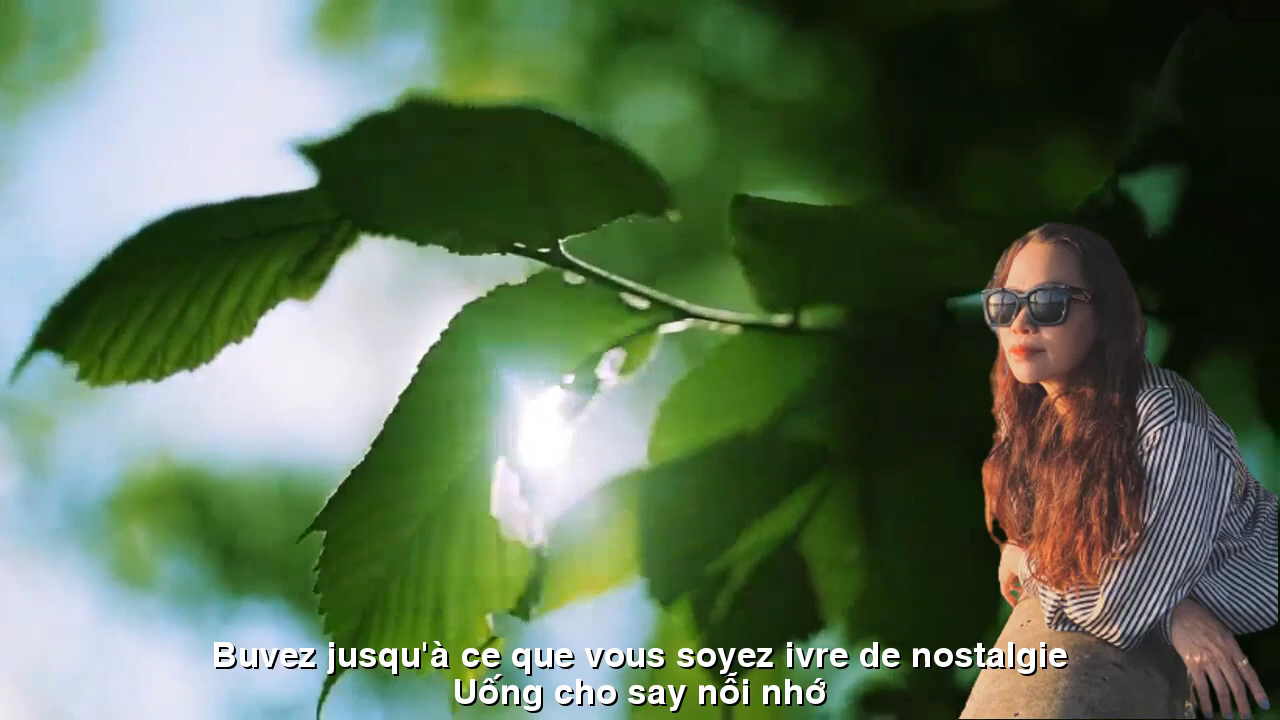 Buvez jusqu'à ce que vous soyez ivre de nostalgie
Uống cho say nỗi nhớ